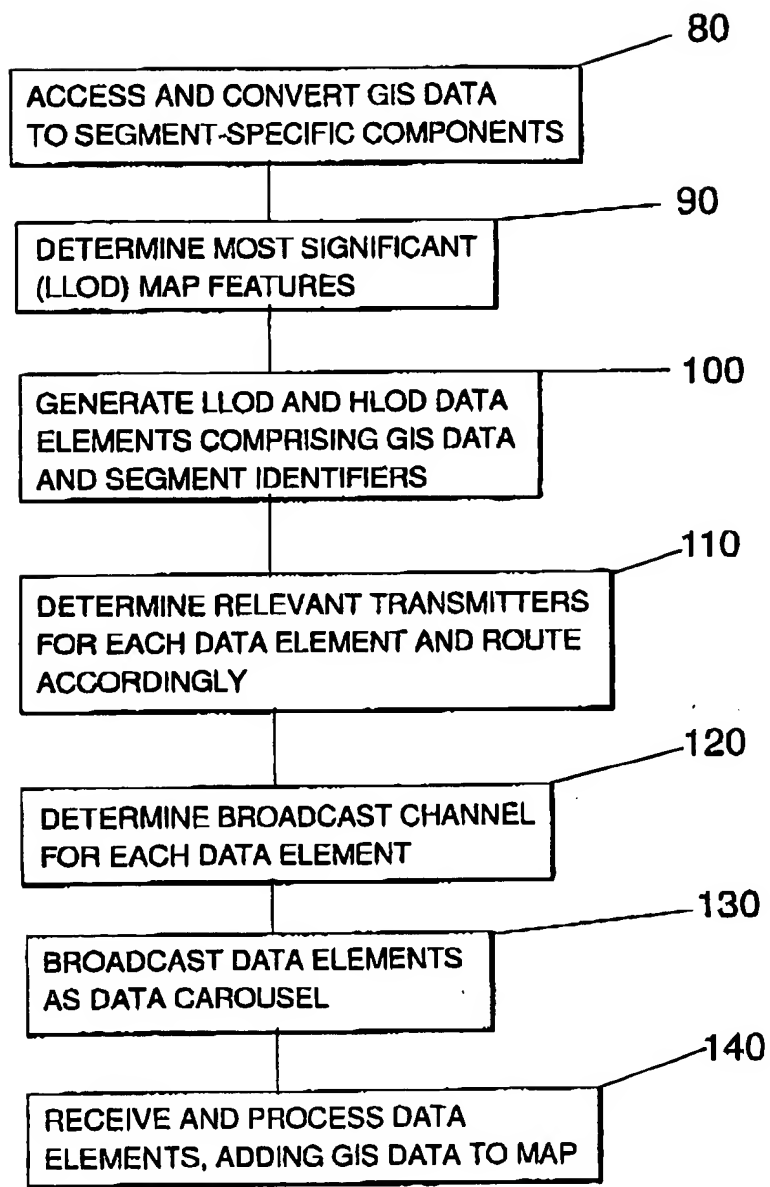 80
ACCESS AND CONVERT GIS DATA
TO SEGMENT-SPECIFIC COMPONENTS
90
DETERMINE MOST SIGNIFICANT
(LLOD) MAP FEATURES
100
GENERATE LLOD AND HLOD DATA
ELEMENTS COMPRISING GIS DATA
AND SEGMENT IDENTIFIERS
110
DETERMINE RELEVANT TRANSMITTERS
FOR EACH DATA ELEMENT AND ROUTE
ACCORDINGLY
120
DETERMINE BROADCAST CHANNEL
FOR EACH DATA ELEMENT
130
BROADCAST DATA ELEMENTS
AS DATA CAROUSEL
140
RECEIVE AND PROCESS DATA
ELEMENTS, ADDING GIS DATA TO MAP